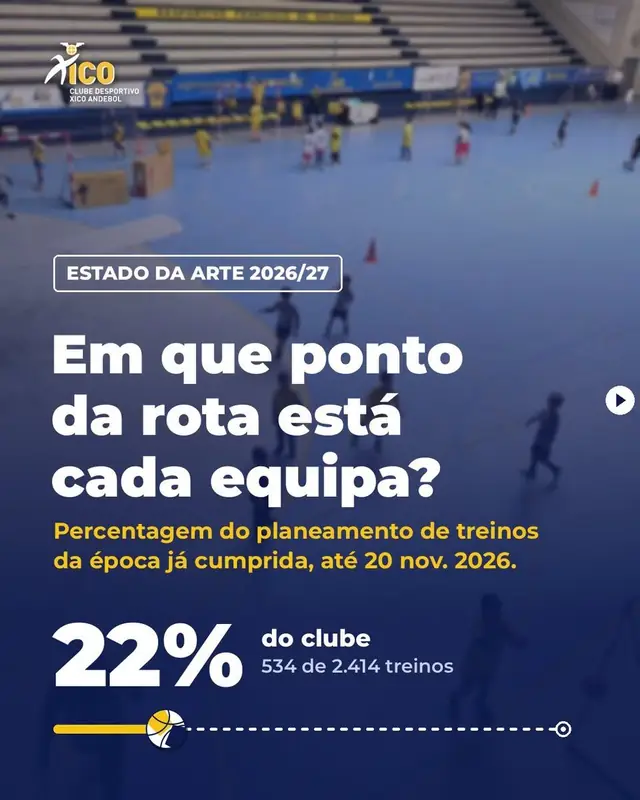 XICO
CLUBE DESPORTIVO
XICO ANDEBOL
ESTADO DA ARTE 2026/27
Em que ponto
da rota está
cada equipa?
Percentagem do planeamento de treinos
da época já cumprida, até 20 nov. 2026.
22%
do clube
534 de 2.414 treinos